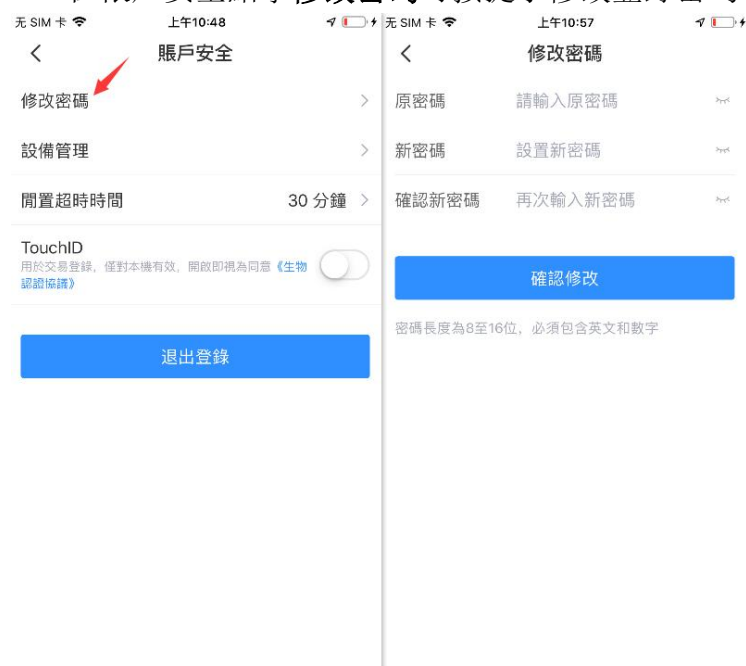 无 SIM 卡
上午10:48
賬戶安全
修改密碼
設備管理
閒置超時時間
30 分鐘
TouchID
用於交易登錄，僅對本機有效，開啟即視為同意《生物
認證協議》
退出登錄
无 SIM 卡
上午10:57
修改密碼
原密碼
請輸入原密碼
新密碼
設置新密碼
確認新密碼
再次輸入新密碼
確認修改
密碼長度為8至16位，必須包含英文和數字